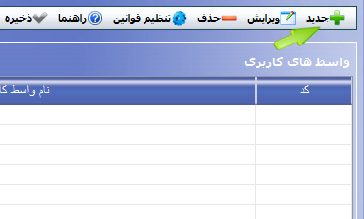 جدید ویرایش حذف تنظیم قوانین راهنما ذخیره
واسط های کاربری
کد نام واسط کا